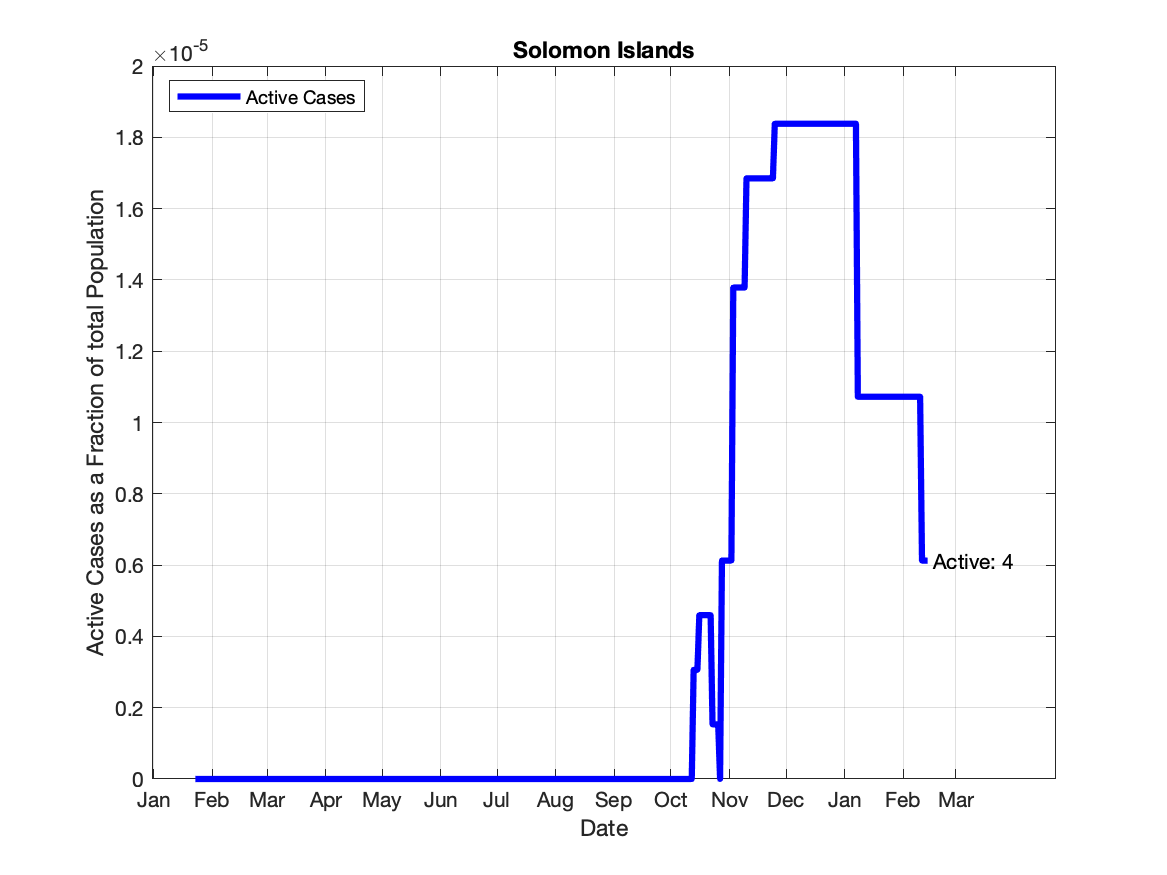 Solomon Islands
×10-5
Active Cases
2
1.8
1.6
1.4
1.2
1
0.8
0.6
0.4
0.2
0
Active Cases as a Fraction of total Population
Active: 4
Jan Feb Mar Apr May Jun Jul Aug Sep Oct Nov Dec Jan Feb Mar
Date